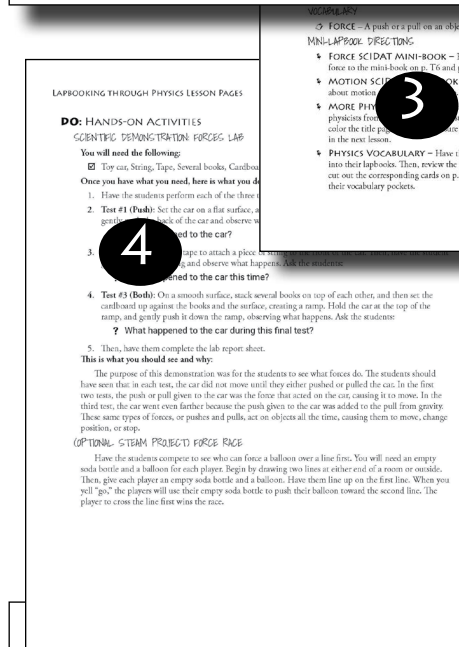 VOCABULARY
FORCE – A push or a pull on an obje
MINI-LAPBOOK DIRECTIONS
FORCE SCIDAT MINI-BOOK –
force to the mini-book on p. T6 and
MOTION SCI OOK
about motion
MORE PHY
physicists from
color the title pag
in the next lesson.
PHYSICS VOCABULARY – Have t
into their lapbooks. Then, review the
cut out the corresponding cards on p.
their vocabulary pockets.
3
LAPBOOKING THROUGH PHYSICS LESSON PAGES
DO: HANDS-ON ACTIVITIES
SCIENTIFIC DEMONSTRATION: FORCES LAB
You will need the following:
☑ Toy car, String, Tape, Several books, Cardboa
Once you have what you need, here is what you do
1. Have the students perform each of the three t
2. Test #1 (Push): Set the car on a flat surface, a
gently back of the car and observe w
ed to the car?
3. tape to attach a piece of string
g and observe what happens. Ask the students:
ened to the car this time?
4
4. Test #3 (Both): On a smooth surface, stack several books on top of each other, and then set the
cardboard up against the books and the surface, creating a ramp. Hold the car at the top of the
ramp, and gently push it down the ramp, observing what happens. Ask the students:
? What happened to the car during this final test?
5. Then, have them complete the lab report sheet.
This is what you should see and why:
The purpose of this demonstration was for the students to see what forces do. The students should
have seen that in each test, the car did not move until they either pushed or pulled the car. In the first
two tests, the push or pull given to the car was the force that acted on the car, causing it to move. In the
third test, the car went even farther because the push given to the car was added to the pull from gravity.
These same types of forces, or pushes and pulls, act on objects all the time, causing them to move, change
position, or stop.
(OPTIONAL STEAM PROJECT) FORCE RACE
Have the students compete to see who can force a balloon over a line first. You will need an empty
soda bottle and a balloon for each player. Begin by drawing two lines at either end of a room or outside.
Then, give each player an empty soda bottle and a balloon. Have them line up on the first line. When you
yell "go," the players will use their empty soda bottle to push their balloon toward the second line. The
player to cross the line first wins the race.